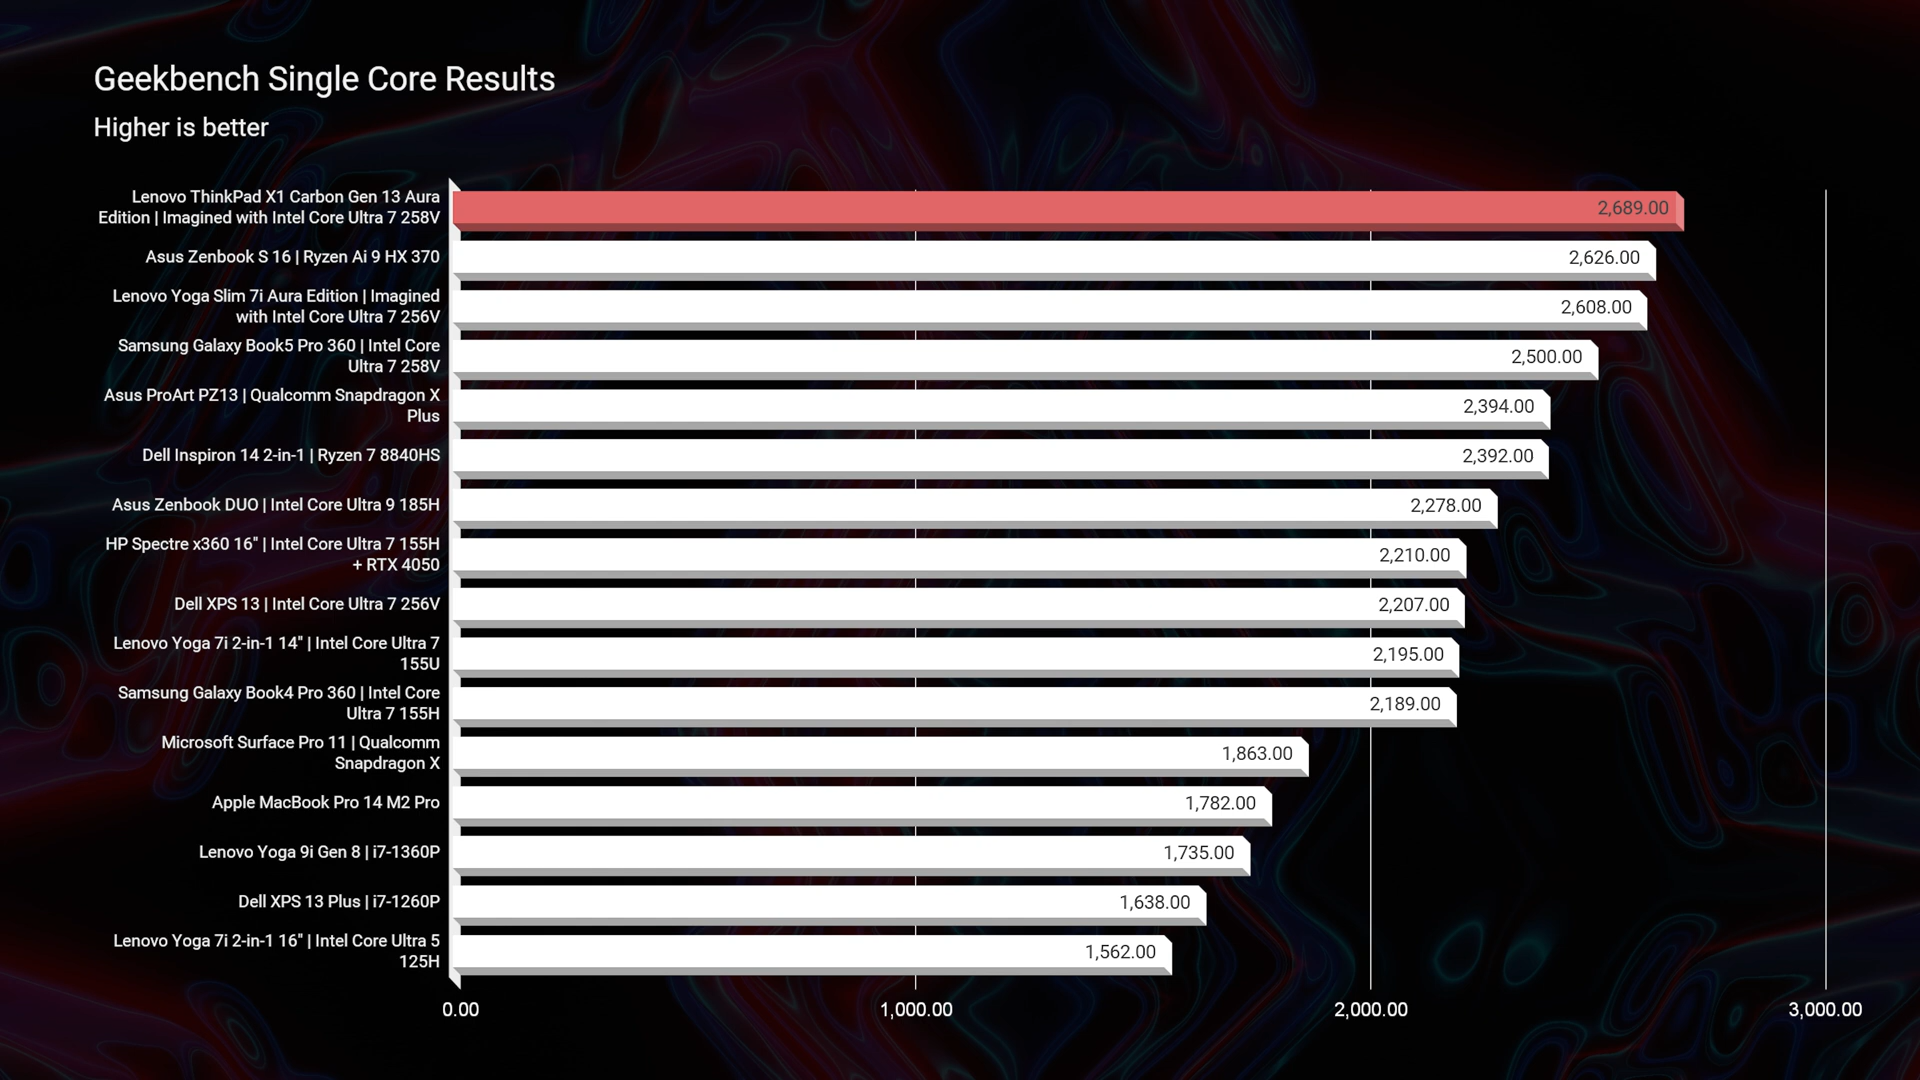 Geekbench Single Core Results
Higher is better
Lenovo ThinkPad X1 Carbon Gen 13 Aura
Edition | Imagined with Intel Core Ultra 7 258V
2,689.00
Asus Zenbook S 16 | Ryzen Ai 9 HX 370
2,626.00
Lenovo Yoga Slim 7i Aura Edition | Imagined
with Intel Core Ultra 7 256V
2,608.00
Samsung Galaxy Book5 Pro 360 | Intel Core
Ultra 7 258V
2,500.00
Asus ProArt PZ13 | Qualcomm Snapdragon X
Plus
2,394.00
Dell Inspiron 14 2-in-1 | Ryzen 7 8840HS
2,392.00
Asus Zenbook DUO | Intel Core Ultra 9 185H
2,278.00
HP Spectre x360 16" | Intel Core Ultra 7 155H
+ RTX 4050
2,210.00
Dell XPS 13 | Intel Core Ultra 7 256V
2,207.00
Lenovo Yoga 7i 2-in-1 14" | Intel Core Ultra 7
155U
2,195.00
Samsung Galaxy Book4 Pro 360 | Intel Core
Ultra 7 155H
2,189.00
Microsoft Surface Pro 11 | Qualcomm
Snapdragon X
1,863.00
Apple MacBook Pro 14 M2 Pro
1,782.00
Lenovo Yoga 9i Gen 8 | i7-1360P
1,735.00
Dell XPS 13 Plus | i7-1260P
1,638.00
Lenovo Yoga 7i 2-in-1 16" | Intel Core Ultra 5
125H
1,562.00
0.00
1,000.00
2,000.00
3,000.00